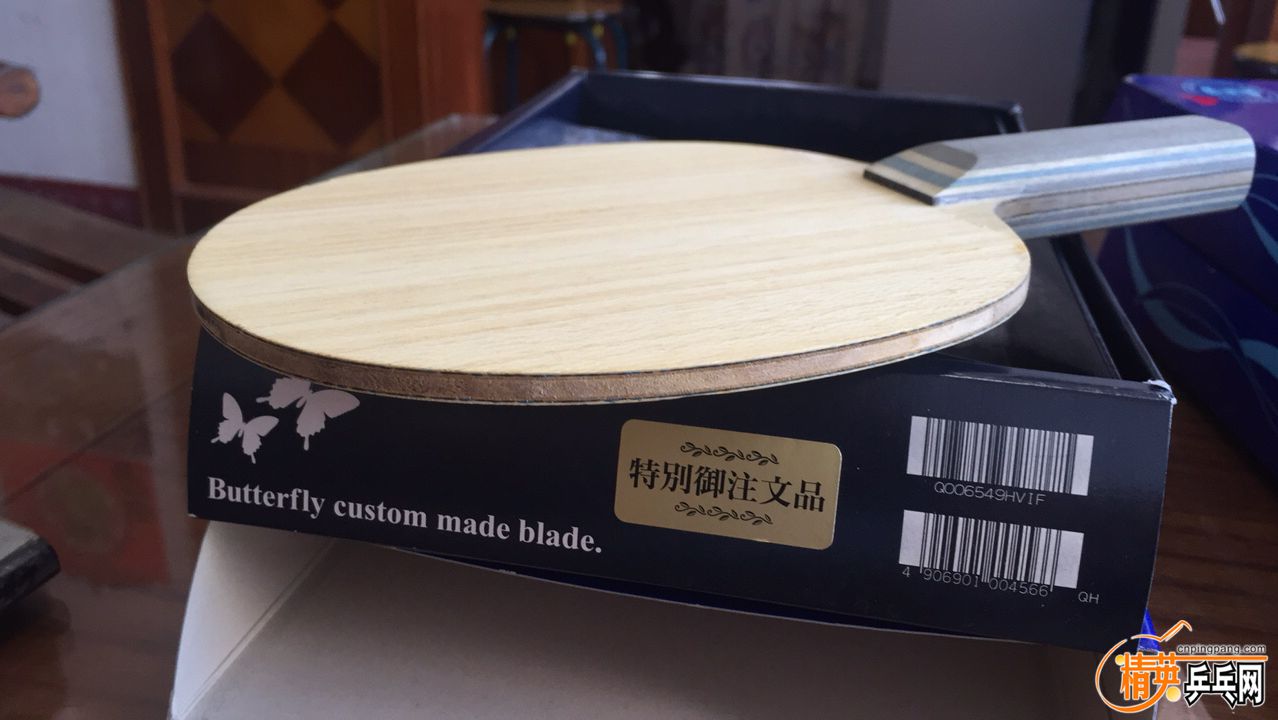 Butterfly custom made blade.
特別御注文品
Q006549HVIF
4 906901 004566
QH
cnpingpang.com
精英乒乓网